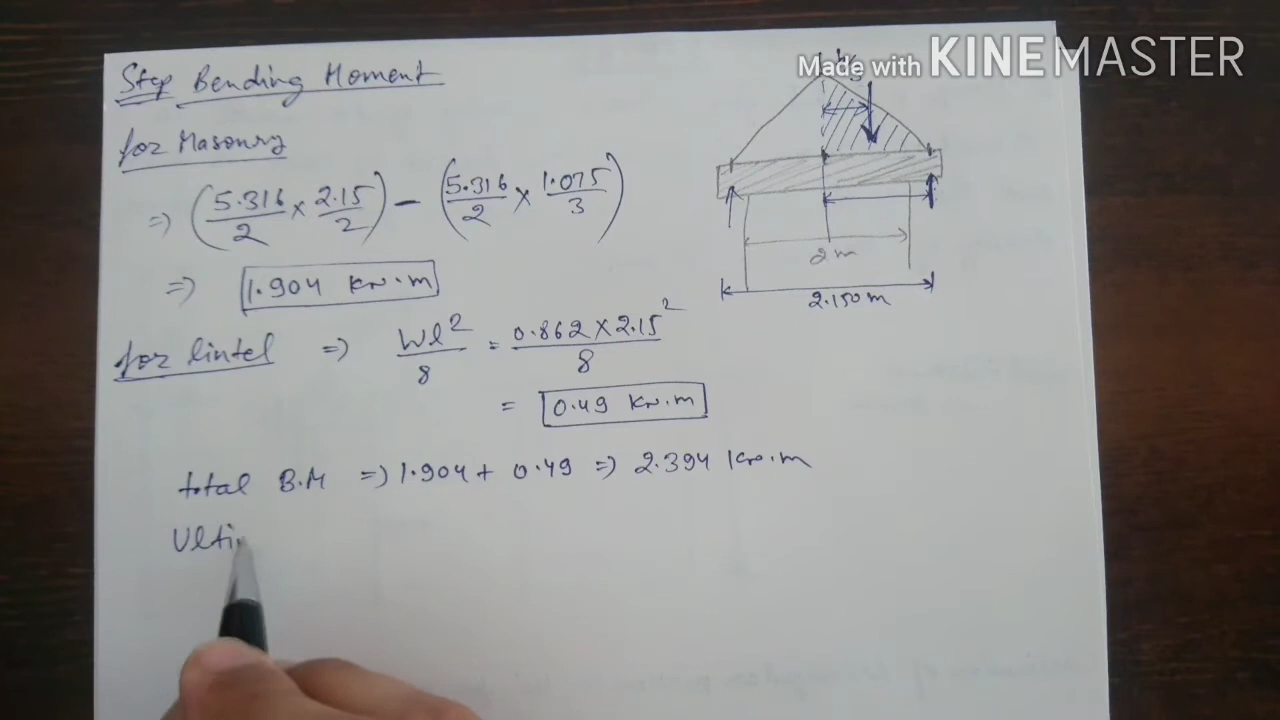 Made with KINEMASTER
Step Bending Moment
for Masonry
⇒ (5.316/2 × 2.15/2) − (5.316/2 × 1.075/3)
⇒ 1.904 KN.m
2m
2.150m
for lintel ⇒ Wl²/8 = 0.862 × 2.15²/8
= 0.49 KN.m
total B.M ⇒ 1.904 + 0.49 ⇒ 2.394 KN.m
Ulti